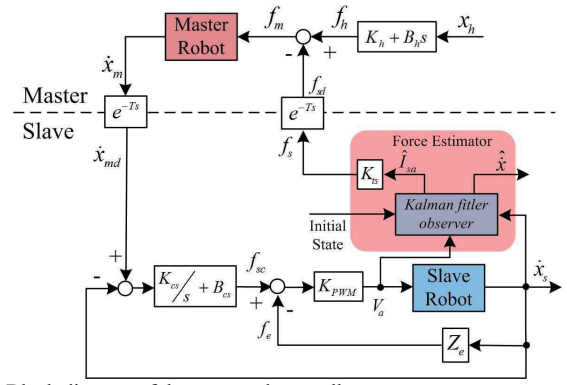 f_m
f_h
x_h
Master
Robot
K_h + B_h s
-
+
ẋ_m
f_sd
Master
e^{-Ts}
e^{-Ts}
Slave
Force Estimator
ẋ_md
f_s
Î_sa
x̂̇
K_ts
Kalman fitler
observer
Initial
State
+
-
f_sc
K_cs/s + B_cs
+
-
K_PWM
V_a
Slave
Robot
ẋ_s
f_e
Z_e